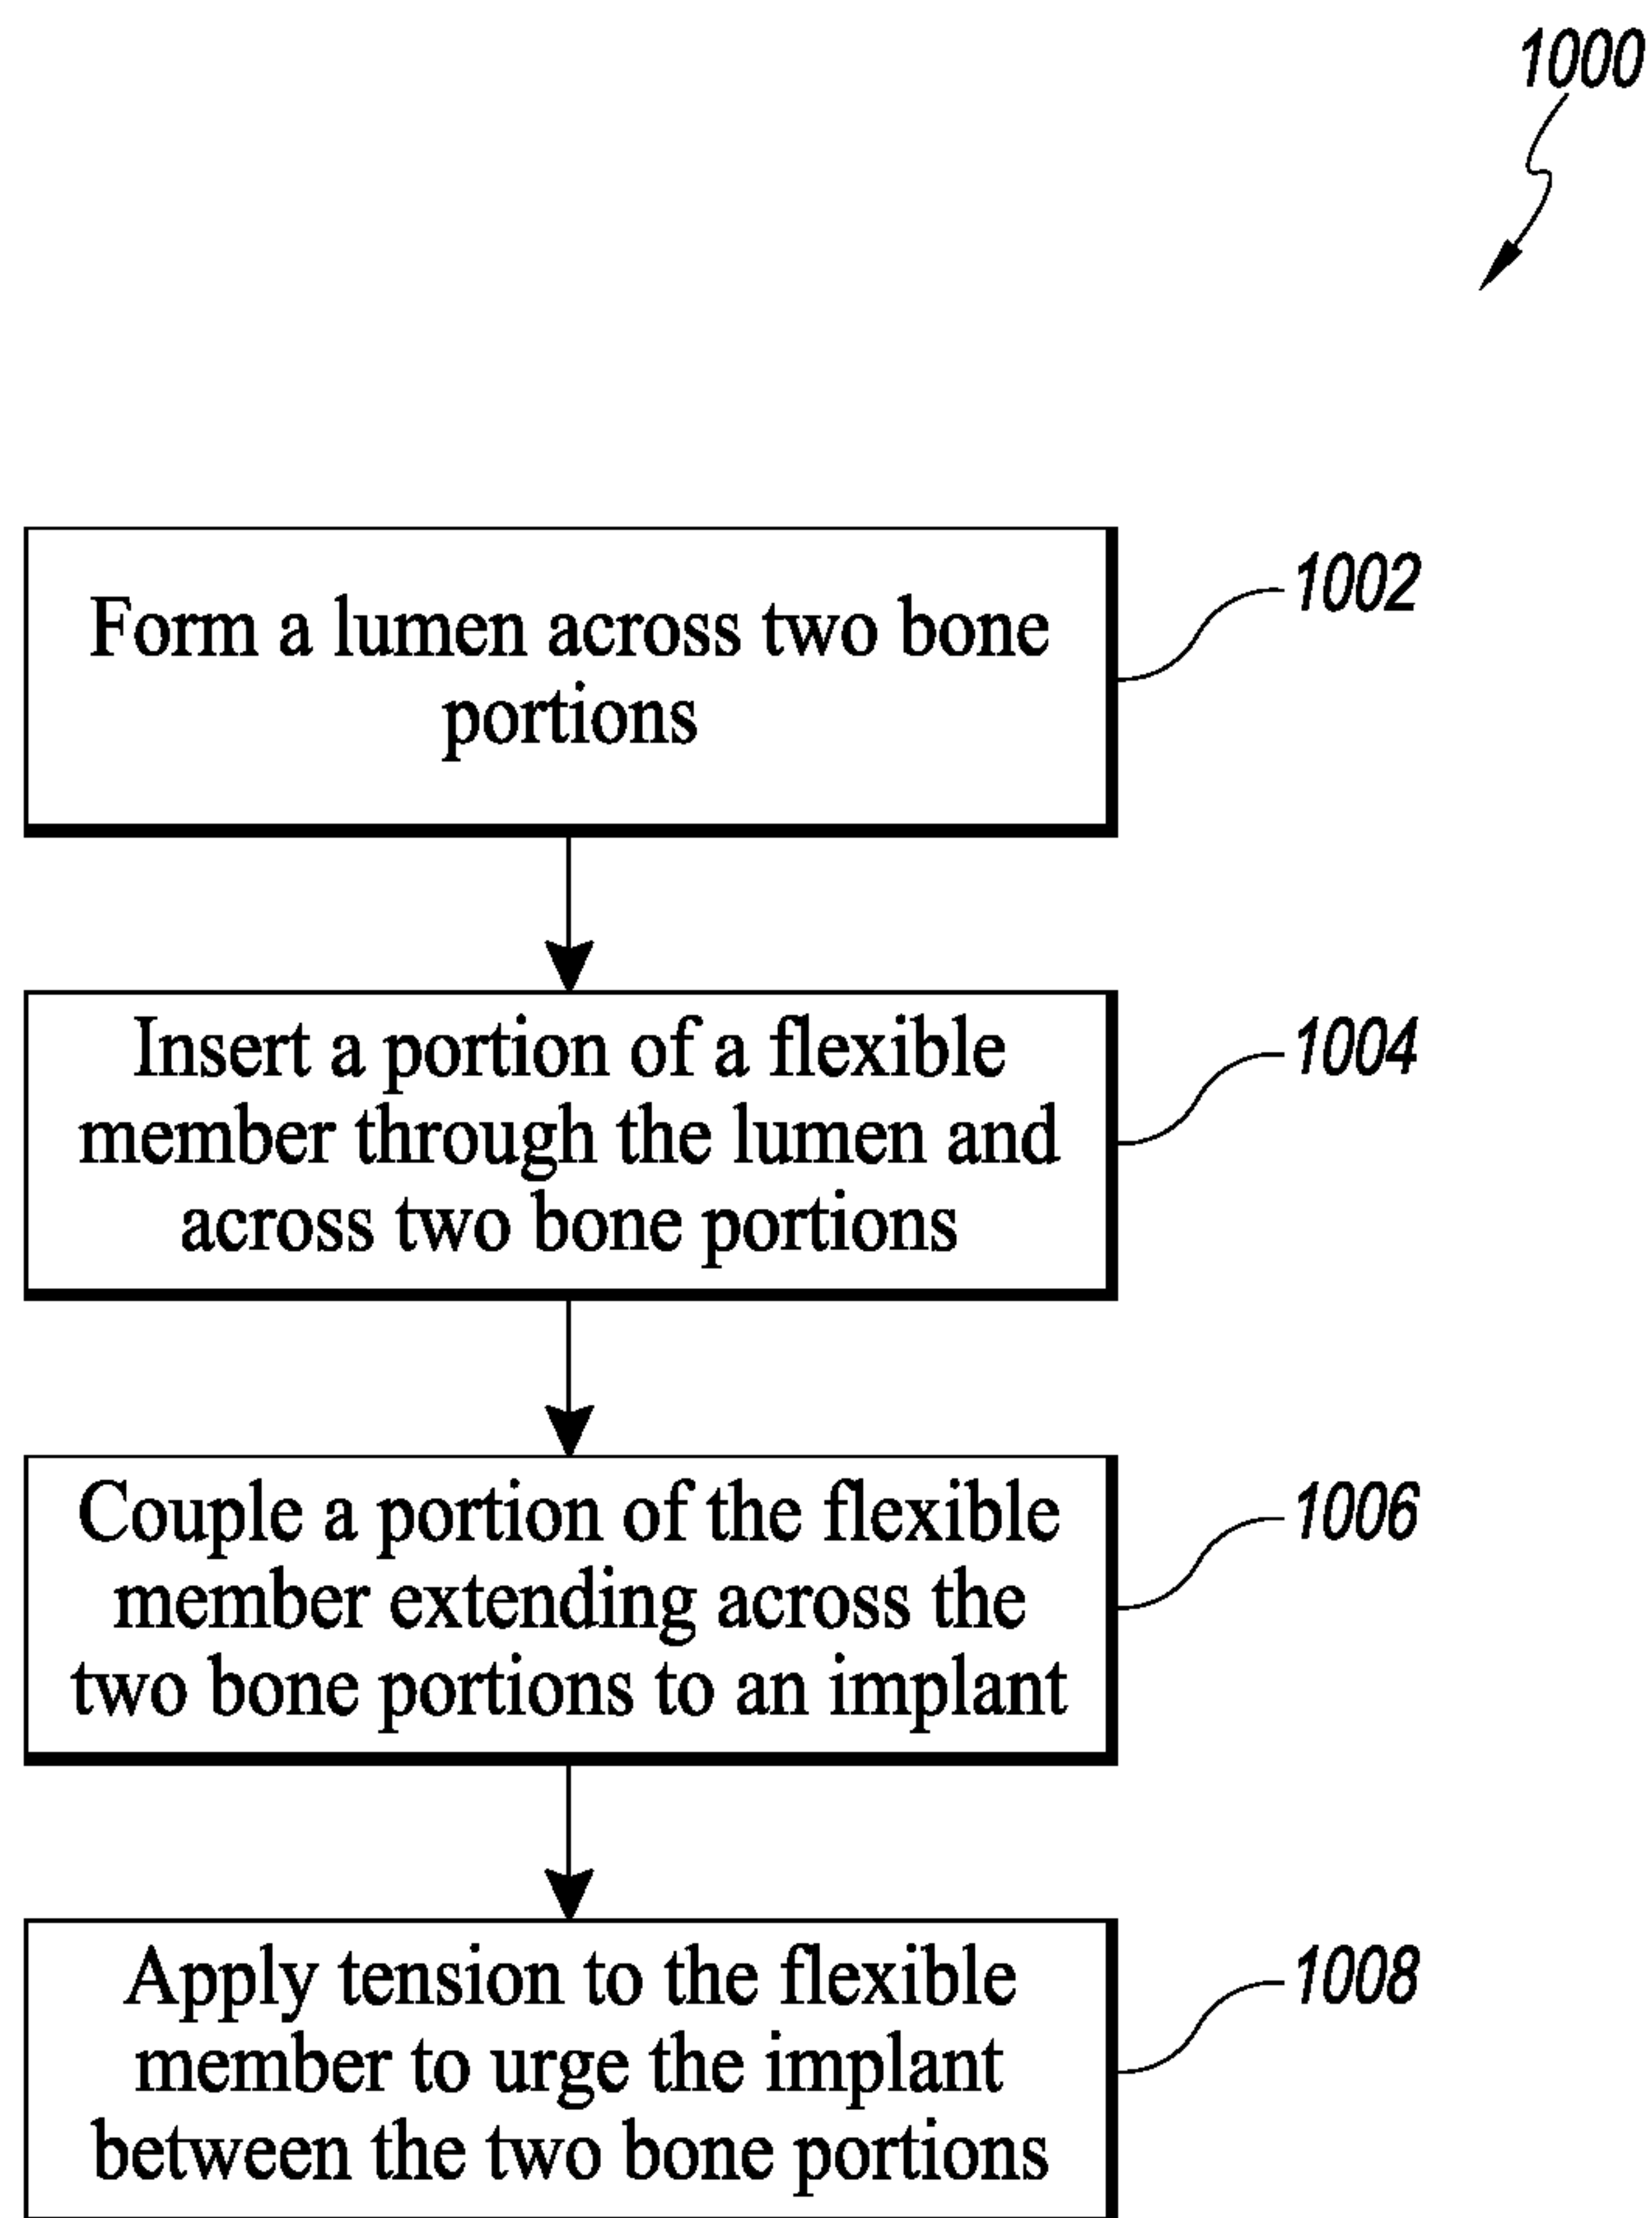 1000
Form a lumen across two bone
portions
1002
Insert a portion of a flexible
member through the lumen and
across two bone portions
1004
Couple a portion of the flexible
member extending across the
two bone portions to an implant
1006
Apply tension to the flexible
member to urge the implant
between the two bone portions
1008